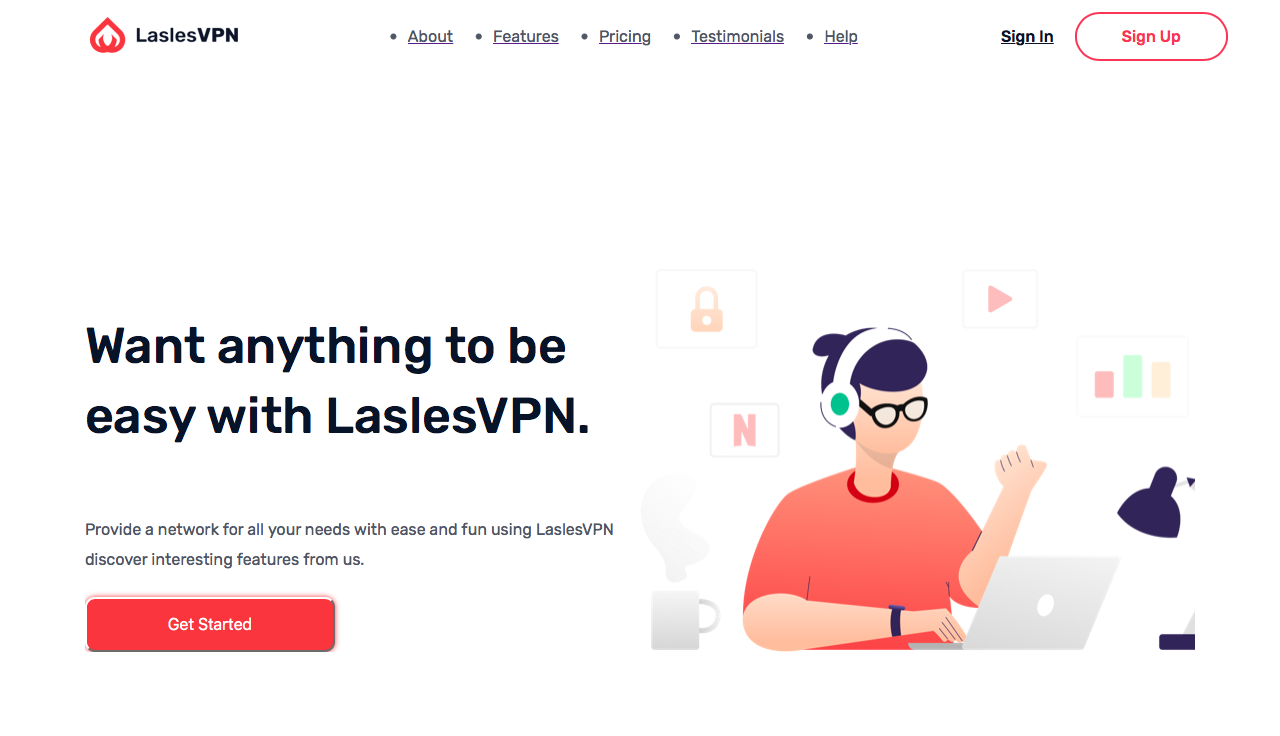 LaslesVPN
About
Features
Pricing
Testimonials
Help
Sign In
Sign Up
Want anything to be
easy with LaslesVPN.
N
Provide a network for all your needs with ease and fun using LaslesVPN
discover interesting features from us.
Get Started